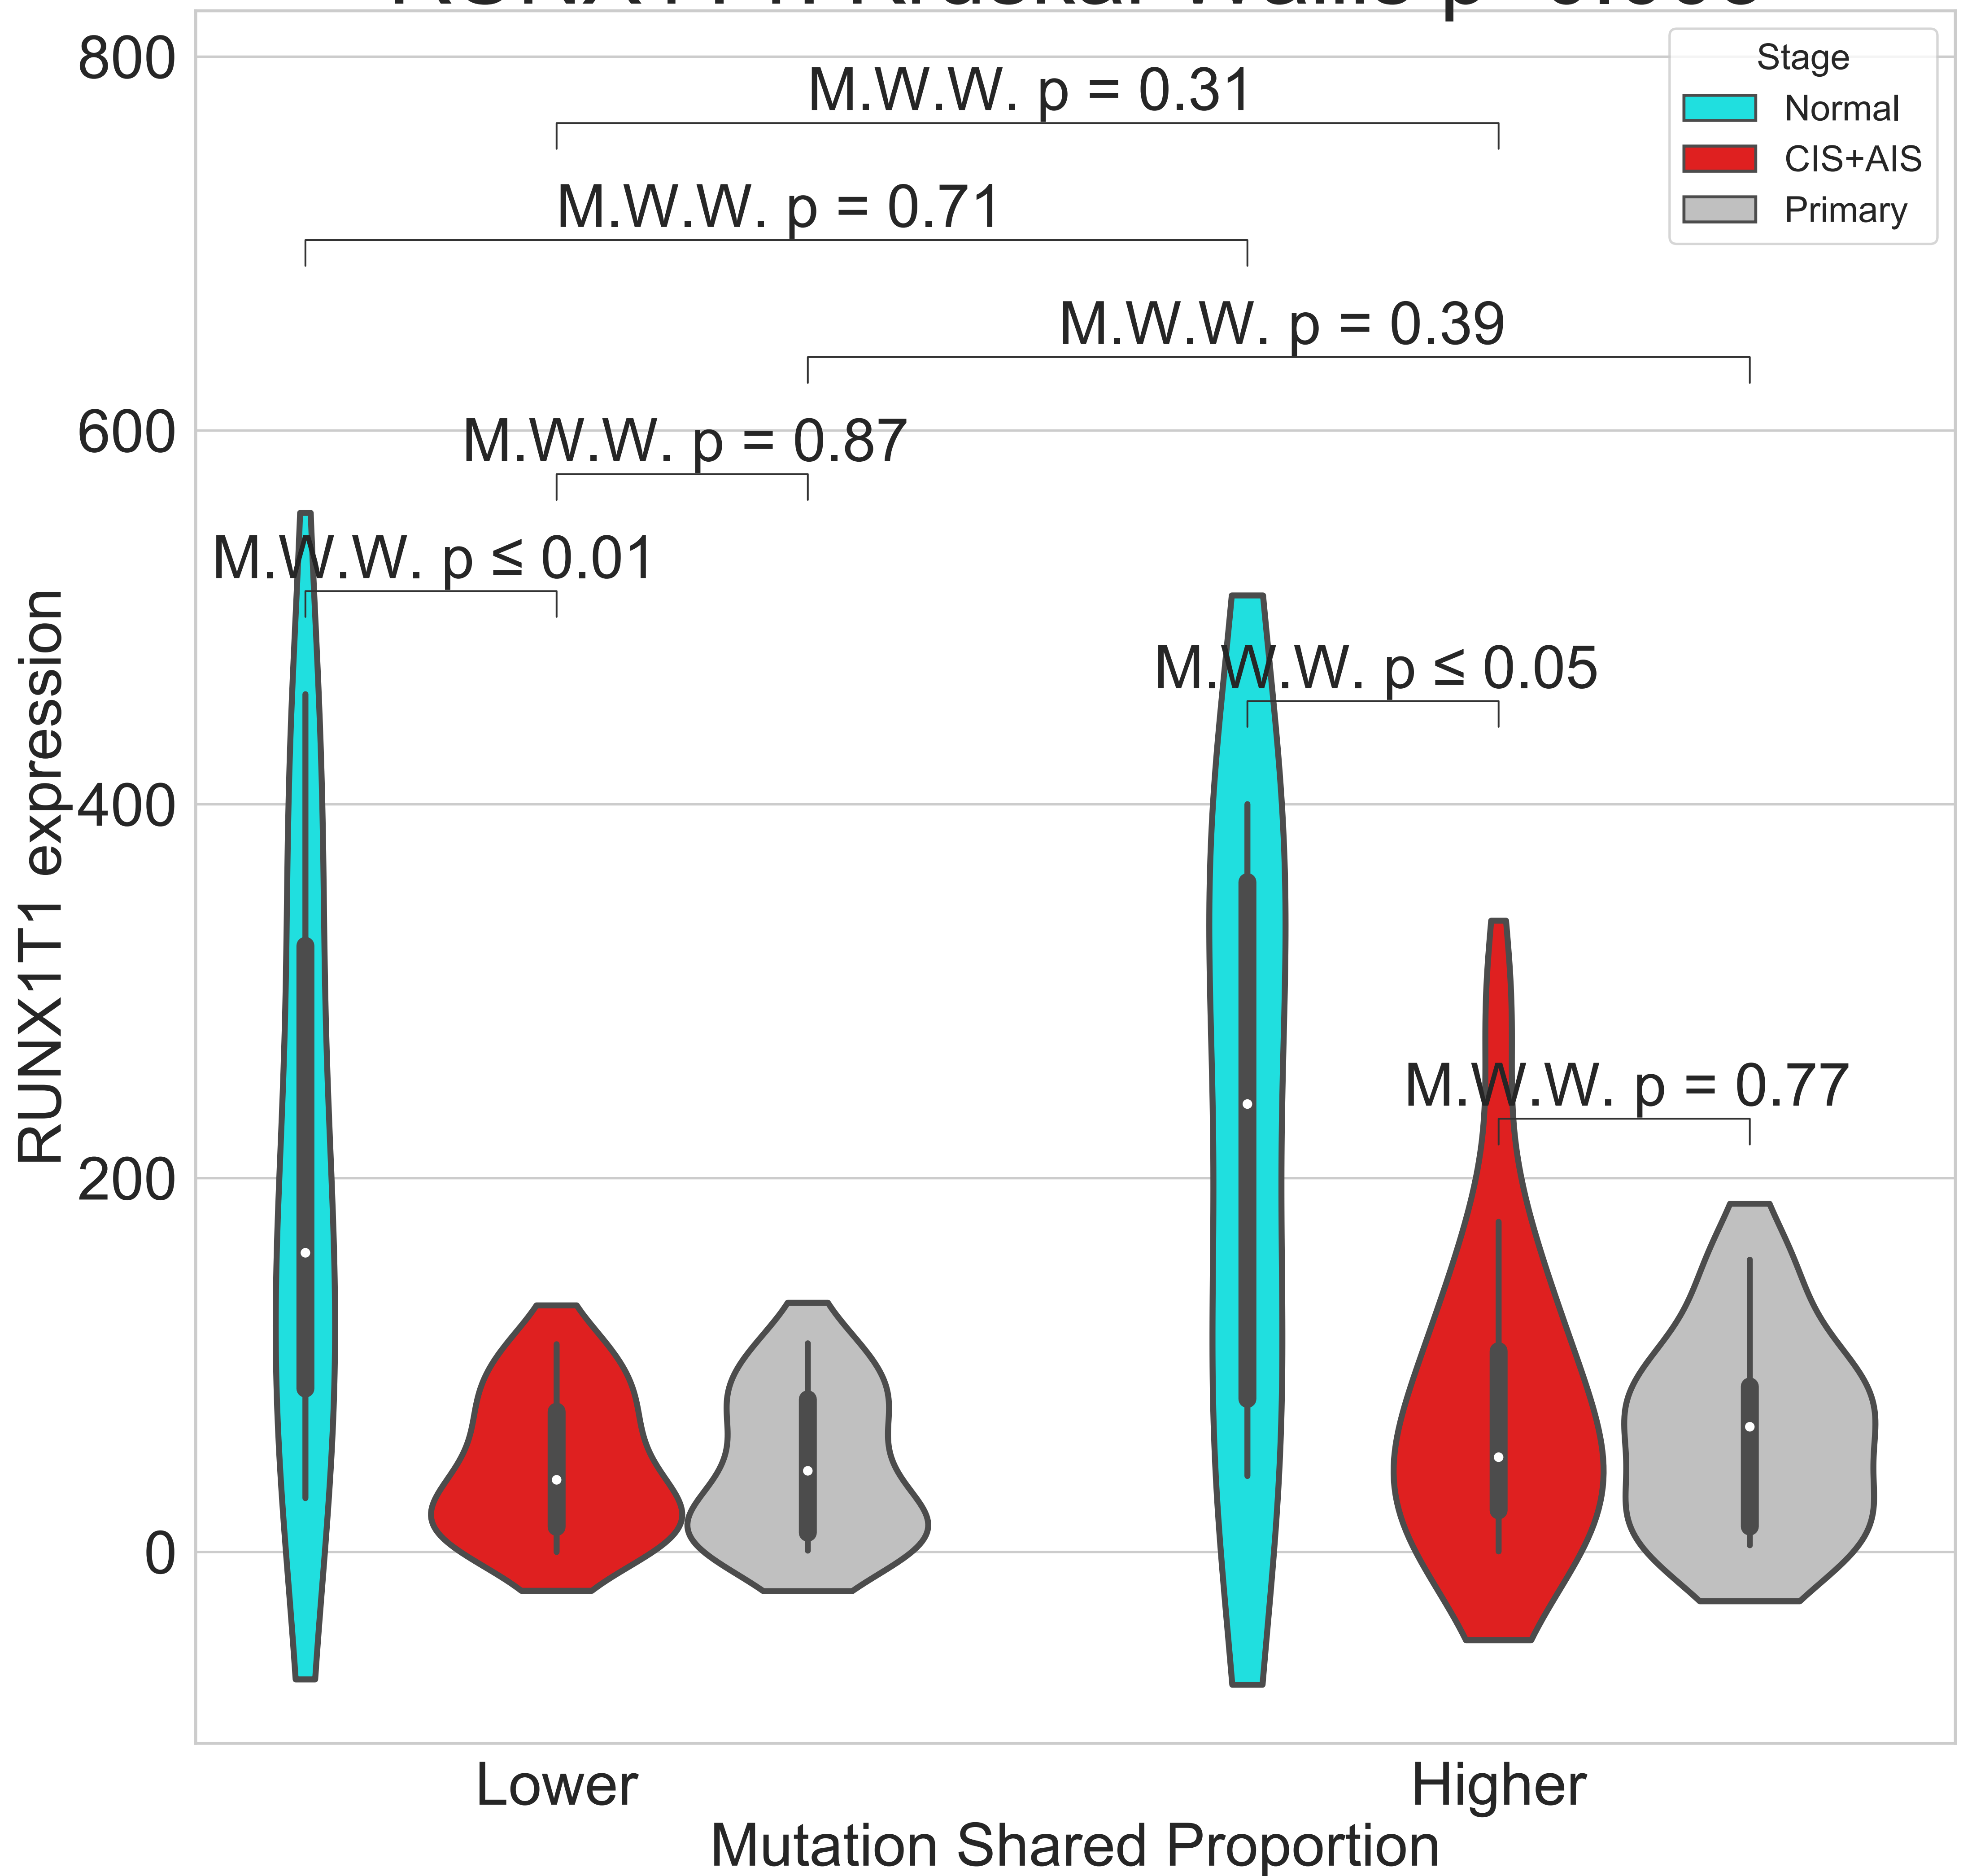 800
M.W.W. p = 0.31
Stage
Normal
CIS+AIS
Primary
M.W.W. p = 0.71
M.W.W. p = 0.39
600
M.W.W. p = 0.87
M.W.W. p ≤ 0.01
M.W.W. p ≤ 0.05
RUNX1T1 expression
400
M.W.W. p = 0.77
200
0
Lower
Higher
Mutation Shared Proportion